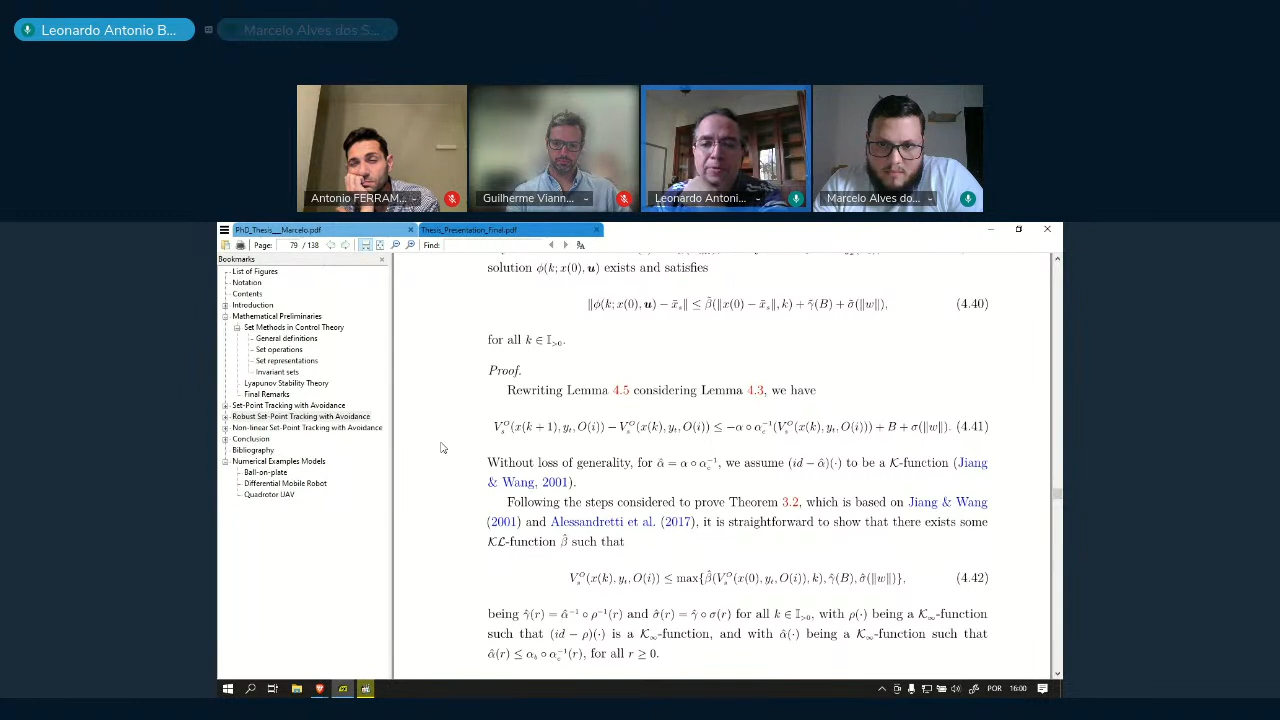 Leonardo Antonio B...
Marcelo Alves dos S...
Antonio FERRAM...
Guilherme Viann...
Leonardo Antoni...
Marcelo Alves do...
PhD_Thesis__Marcelo.pdf
Thesis_Presentation_Final.pdf
Page: 79 / 138 Find:
Bookmarks
List of Figures
Notation
Contents
Introduction
Mathematical Preliminaries
Set Methods in Control Theory
General definitions
Set operations
Set representations
Invariant sets
Lyapunov Stability Theory
Final Remarks
Set-Point Tracking with Avoidance
Robust Set-Point Tracking with Avoidance
Non-linear Set-Point Tracking with Avoidance
Conclusion
Bibliography
Numerical Examples Models
Ball-on-plate
Differential Mobile Robot
Quadrotor UAV
solution ϕ(k; x(0), u) exists and satisfies
‖ϕ(k; x(0), u) − x̃ₛ‖ ≤ β̃(‖x(0) − x̃ₛ‖, k) + γ̃(B) + σ̃(‖w‖), (4.40)
for all k ∈ 𝕀>0.
Proof.
Rewriting Lemma 4.5 considering Lemma 4.3, we have
Vₛᴼ(x(k + 1), yₜ, O(i)) − Vₛᴼ(x(k), yₜ, O(i)) ≤ −α ∘ α_c⁻¹(Vₛᴼ(x(k), yₜ, O(i))) + B + σ(‖w‖). (4.41)
Without loss of generality, for α̂ = α ∘ α_c⁻¹, we assume (id − α̂)(·) to be a 𝒦-function (Jiang
& Wang, 2001).
Following the steps considered to prove Theorem 3.2, which is based on Jiang & Wang
(2001) and Alessandretti et al. (2017), it is straightforward to show that there exists some
𝒦ℒ-function β̂ such that
Vₛᴼ(x(k), yₜ, O(i)) ≤ max{β̂(Vₛᴼ(x(0), yₜ, O(i)), k), γ̂(B), σ̂(‖w‖)}, (4.42)
being γ̂(r) = α̂⁻¹ ∘ ρ⁻¹(r) and σ̂(r) = γ̂ ∘ σ(r) for all k ∈ 𝕀>0, with ρ(·) being a 𝒦∞-function
such that (id − ρ)(·) is a 𝒦∞-function, and with α̂(·) being a 𝒦∞-function such that
α̂(r) ≤ α_b ∘ α_c⁻¹(r), for all r ≥ 0.
POR 16:00